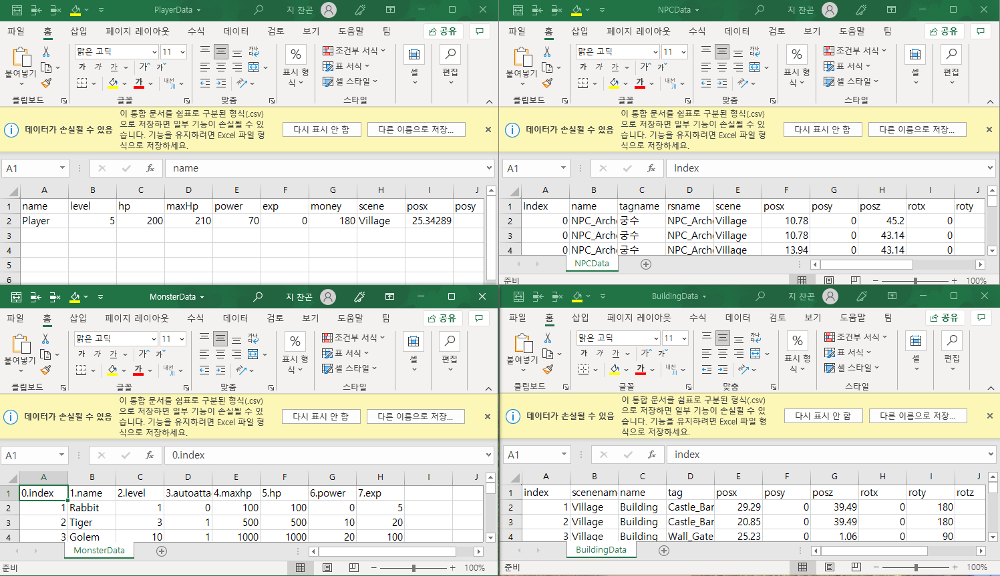 PlayerData
지 찬곤
파일 홈 삽입 페이지 레이아웃 수식 데이터 검토 보기 도움말 팀 공유
붙여넣기
맑은 고딕 11
가 가 가 가 가
가
내천
가나다
% 표시 형식
조건부 서식
표 서식
셀 스타일
셀
편집
클립보드 글꼴 맞춤 스타일
데이터가 손실될 수 있음
이 통합 문서를 쉼표로 구분된 형식(.csv)
으로 저장하면 일부 기능이 손실될 수 있
습니다. 기능을 유지하려면 Excel 파일 형
식으로 저장하세요.
다시 표시 안 함 다른 이름으로 저장...
A1 fx name
A B C D E F G H I J
1 name level hp maxHp power exp money scene posx posy
2 Player 5 200 210 70 0 180 Village 25.34289
3
4
5
6
NPCData
지 찬곤
파일 홈 삽입 페이지 레이아웃 수식 데이터 검토 보기 도움말 팀 공유
붙여넣기
맑은 고딕 11
가 가 가 가 가
가
내천
가나다
% 표시 형식
조건부 서식
표 서식
셀 스타일
셀
편집
클립보드 글꼴 맞춤 스타일
데이터가 손실될 수 있음
이 통합 문서를 쉼표로 구분된 형식(.csv)
으로 저장하면 일부 기능이 손실될 수 있
습니다. 기능을 유지하려면 Excel 파일 형
식으로 저장하세요.
다시 표시 안 함 다른 이름으로 저장...
A1 fx Index
A B C D E F G H I J
1 Index name tagname rsname scene posx posy posz rotx roty
2 0 NPC_Arche 궁수 NPC_Arche Village 10.78 0 45.2 0
3 0 NPC_Arche 궁수 NPC_Arche Village 10.78 0 43.14 0
4 0 NPC_Arche 궁수 NPC_Arche Village 13.94 0 43.14 0
NPCData
준비 100%
MonsterData
지 찬곤
파일 홈 삽입 페이지 레이아웃 수식 데이터 검토 보기 도움말 팀 공유
붙여넣기
맑은 고딕 11
가 가 가 가 가
가
내천
가나다
% 표시 형식
조건부 서식
표 서식
셀 스타일
셀
편집
클립보드 글꼴 맞춤 스타일
데이터가 손실될 수 있음
이 통합 문서를 쉼표로 구분된 형식(.csv)
으로 저장하면 일부 기능이 손실될 수 있
습니다. 기능을 유지하려면 Excel 파일 형
식으로 저장하세요.
다시 표시 안 함 다른 이름으로 저장...
A1 fx 0.index
A B C D E F G H I J
1 0.index 1.name 2.level 3.autoatta 4.maxhp 5.hp 6.power 7.exp
2 1 Rabbit 1 0 100 100 0 5
3 2 Tiger 3 1 500 500 10 20
4 3 Golem 10 1 1000 1000 20 100
MonsterData
준비 100%
BuildingData
지 찬곤
파일 홈 삽입 페이지 레이아웃 수식 데이터 검토 보기 도움말 팀 공유
붙여넣기
맑은 고딕 11
가 가 가 가 가
가
내천
가나다
% 표시 형식
조건부 서식
표 서식
셀 스타일
셀
편집
클립보드 글꼴 맞춤 스타일
데이터가 손실될 수 있음
이 통합 문서를 쉼표로 구분된 형식(.csv)
으로 저장하면 일부 기능이 손실될 수 있
습니다. 기능을 유지하려면 Excel 파일 형
식으로 저장하세요.
다시 표시 안 함 다른 이름으로 저장...
A1 fx index
A B C D E F G H I J
1 index scenenam name tag posx posy posz rotx roty rotz
2 1 Village Building Castle_Bar 29.29 0 39.49 0 180
3 2 Village Building Castle_Bar 20.85 0 39.49 0 180
4 3 Village Building Wall_Gate 25.23 0 1.06 0 90
BuildingData
준비 100%